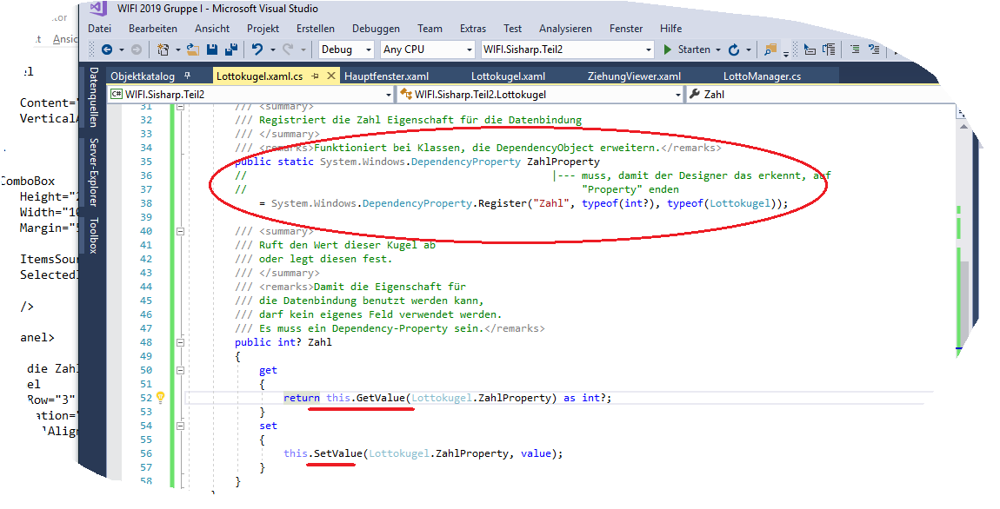 WIFI 2019 Gruppe I - Microsoft Visual Studio
Datei Bearbeiten Ansicht Projekt Erstellen Debuggen Team Extras Test Analysieren Fenster Hilfe
Debug Any CPU WIFI.Sisharp.Teil2 Starten
Objektkatalog Lottokugel.xaml.cs Hauptfenster.xaml Lottokugel.xaml ZiehungViewer.xaml LottoManager.cs
C# WIFI.Sisharp.Teil2 WIFI.Sisharp.Teil2.Lottokugel Zahl
Datenquellen
Server-Explorer
Toolbox
31 /// <summary>
32 /// Registriert die Zahl Eigenschaft für die Datenbindung
33 /// </summary>
34 /// <remarks>Funktioniert bei Klassen, die DependencyObject erweitern.</remarks>
35 public static System.Windows.DependencyProperty ZahlProperty
36 // |--- muss, damit der Designer das erkennt, auf
37 // "Property" enden
38 = System.Windows.DependencyProperty.Register("Zahl", typeof(int?), typeof(Lottokugel));
39
40 /// <summary>
41 /// Ruft den Wert dieser Kugel ab
42 /// oder legt diesen fest.
43 /// </summary>
44 /// <remarks>Damit die Eigenschaft für
45 /// die Datenbindung benutzt werden kann,
46 /// darf kein eigenes Feld verwendet werden.
47 /// Es muss ein Dependency-Property sein.</remarks>
48 public int? Zahl
49 {
50 get
51 {
52 return this.GetValue(Lottokugel.ZahlProperty) as int?;
53 }
54 set
55 {
56 this.SetValue(Lottokugel.ZahlProperty, value);
57 }
58 }
Content="
ComboBox
Height="2
Width="10
Margin="5
ItemsSour
/>
anel>
die Zahl
Row="3"